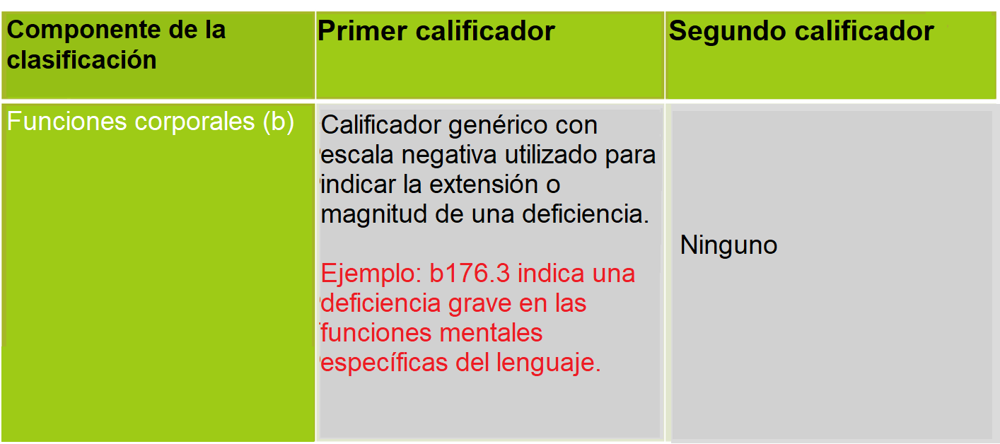 Componente de la
clasificación
Primer calificador
Segundo calificador
Funciones corporales (b)
Calificador genérico con
escala negativa utilizado para
indicar la extensión o
magnitud de una deficiencia.
Ejemplo: b176.3 indica una
deficiencia grave en las
funciones mentales
específicas del lenguaje.
Ninguno